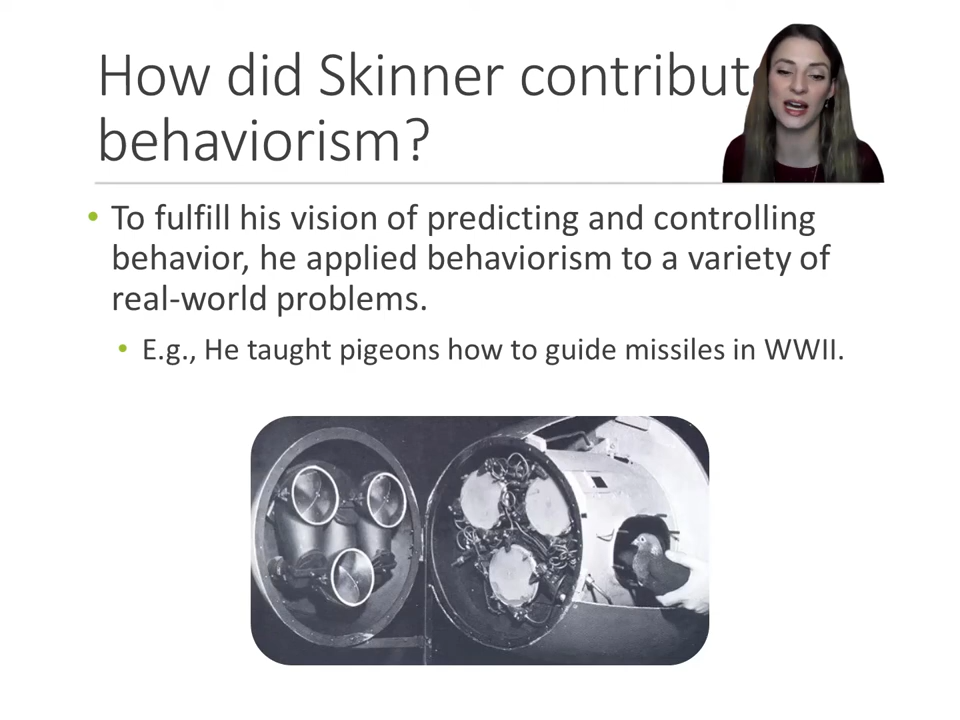 How did Skinner contribut
behaviorism?
• To fulfill his vision of predicting and controlling
behavior, he applied behaviorism to a variety of
real-world problems.
• E.g., He taught pigeons how to guide missiles in WWII.